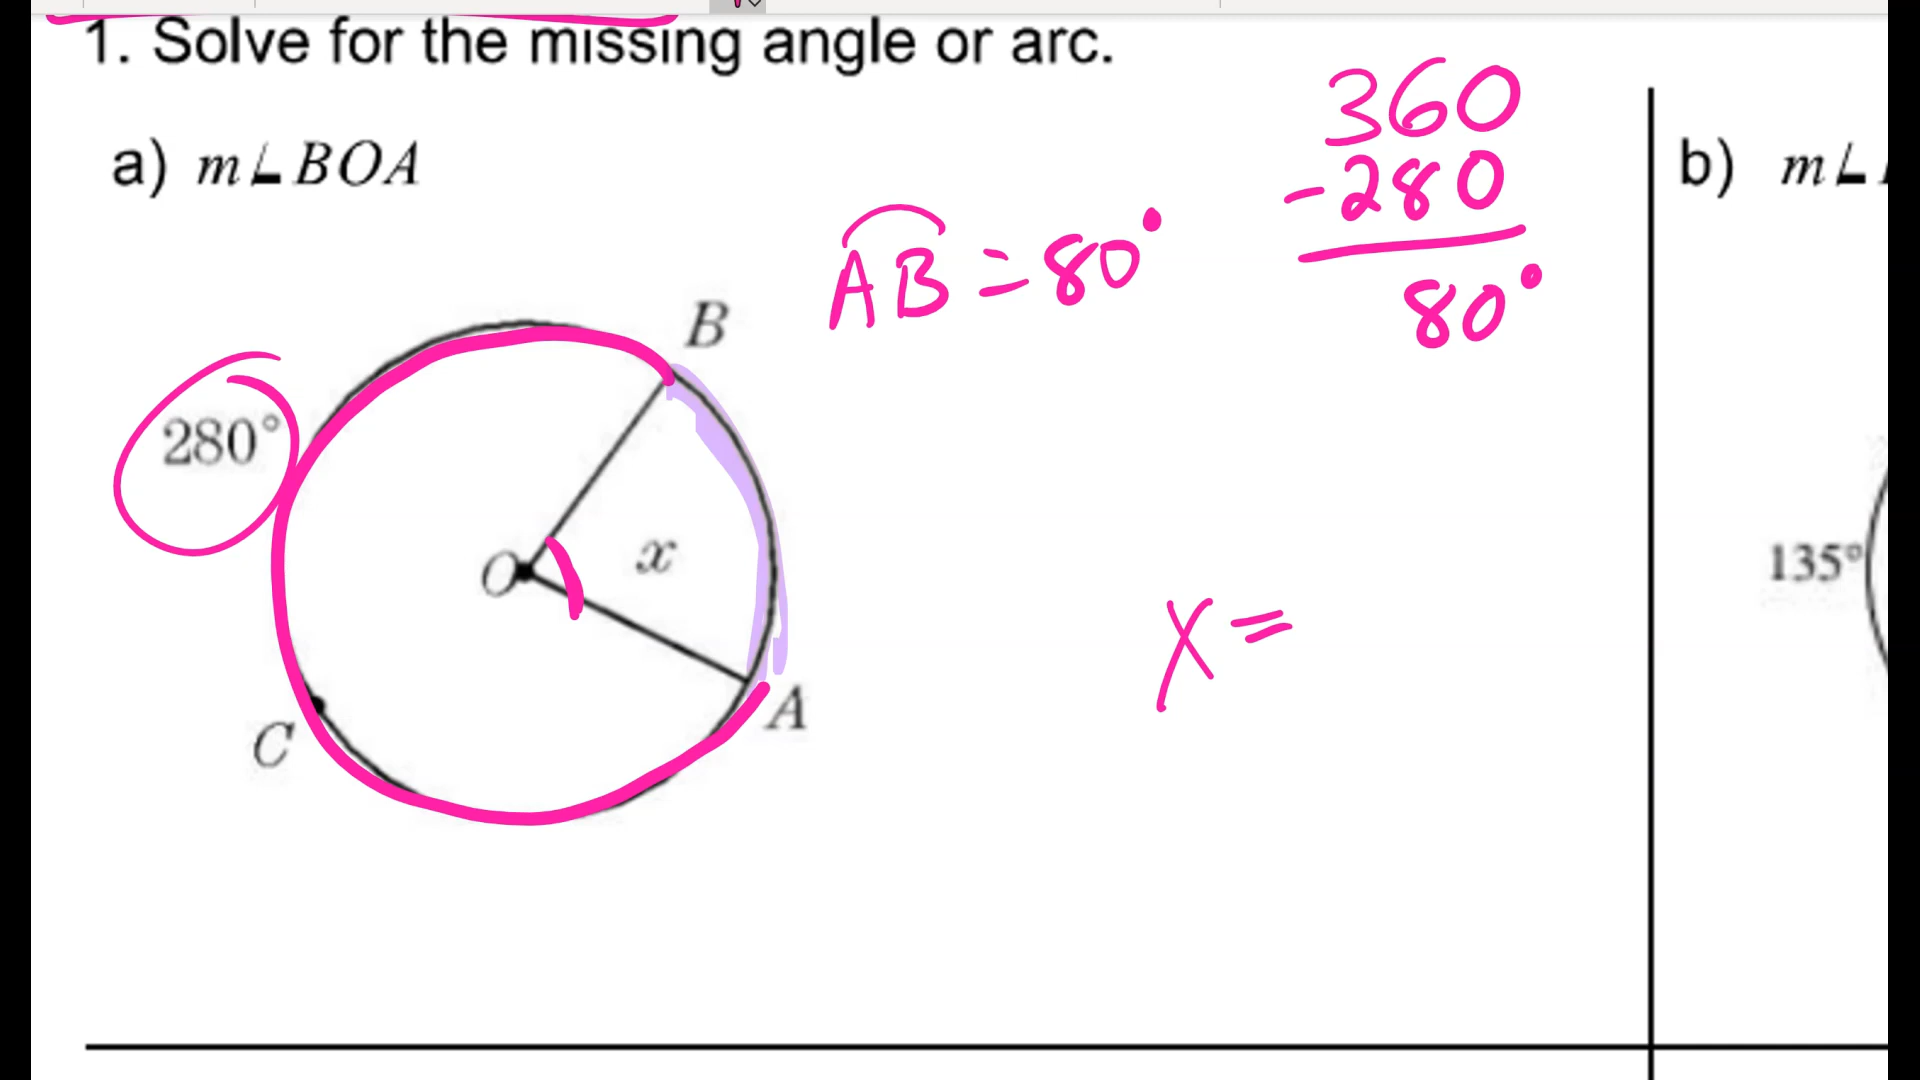 1. Solve for the missing angle or arc.
a) m∠BOA
360
-280
80°
AB = 80°
b) m∠
B
280°
O
x
A
C
X =
135°